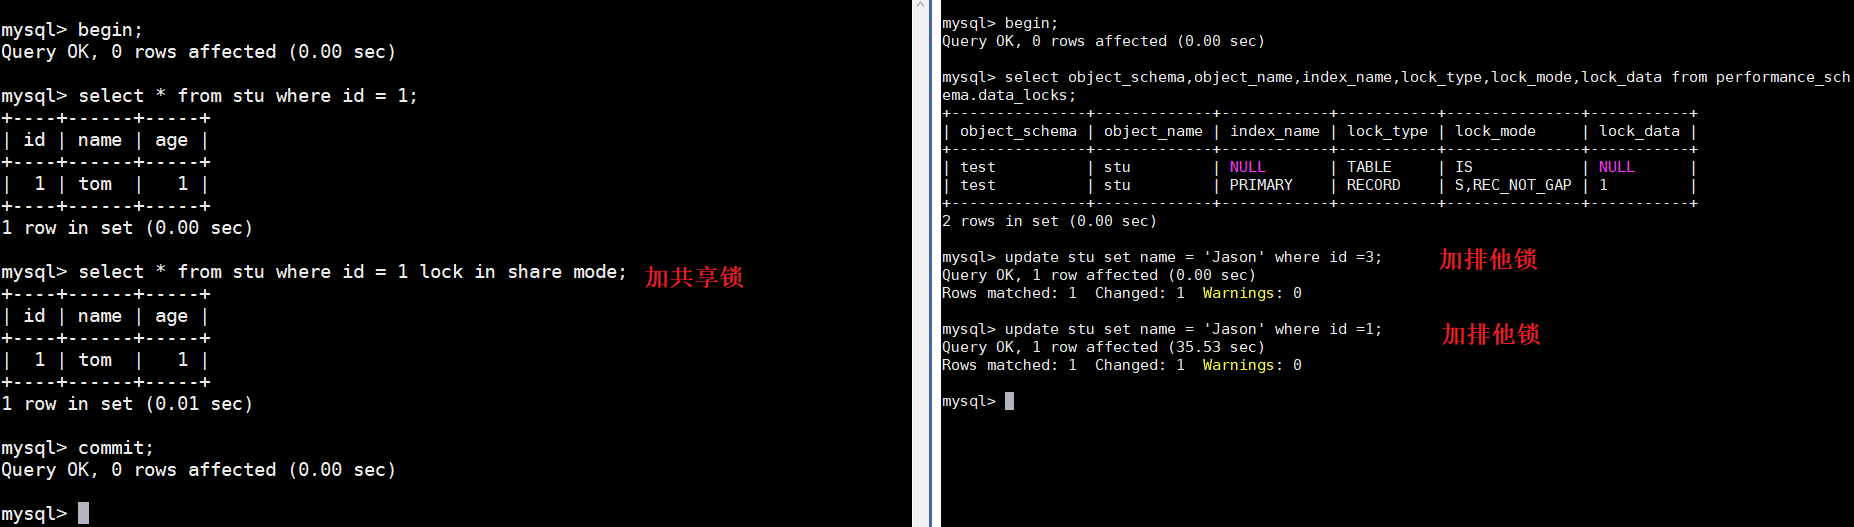 mysql> begin;
Query OK, 0 rows affected (0.00 sec)
mysql> select * from stu where id = 1;
+----+------+-----+
| id | name | age |
+----+------+-----+
|  1 | tom  |   1 |
+----+------+-----+
1 row in set (0.00 sec)
mysql> select * from stu where id = 1 lock in share mode; 加共享锁
+----+------+-----+
| id | name | age |
+----+------+-----+
|  1 | tom  |   1 |
+----+------+-----+
1 row in set (0.01 sec)
mysql> commit;
Query OK, 0 rows affected (0.00 sec)
mysql>
mysql> begin;
Query OK, 0 rows affected (0.00 sec)
mysql> select object_schema,object_name,index_name,lock_type,lock_mode,lock_data from performance_sch
ema.data_locks;
+---------------+-------------+------------+-----------+---------------+-----------+
| object_schema | object_name | index_name | lock_type | lock_mode     | lock_data |
+---------------+-------------+------------+-----------+---------------+-----------+
| test          | stu         | NULL       | TABLE     | IS            | NULL      |
| test          | stu         | PRIMARY    | RECORD    | S,REC_NOT_GAP | 1         |
+---------------+-------------+------------+-----------+---------------+-----------+
2 rows in set (0.00 sec)
mysql> update stu set name = 'Jason' where id =3; 加排他锁
Query OK, 1 row affected (0.00 sec)
Rows matched: 1  Changed: 1  Warnings: 0
mysql> update stu set name = 'Jason' where id =1; 加排他锁
Query OK, 1 row affected (35.53 sec)
Rows matched: 1  Changed: 1  Warnings: 0
mysql>